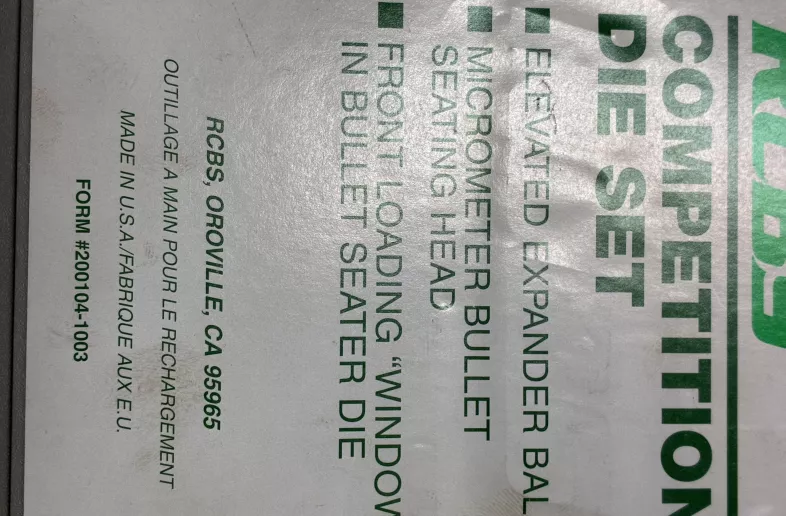 RCBS
COMPETITION
DIE SET
■ ELEVATED EXPANDER BAL
■ MICROMETER BULLET
SEATING HEAD
■ FRONT LOADING “WINDOW
IN BULLET SEATER DIE
RCBS, OROVILLE, CA 95965
OUTILLAGE A MAIN POUR LE RECHARGEMENT
MADE IN U.S.A./FABRIQUE AUX E.U.
FORM #200104-1003